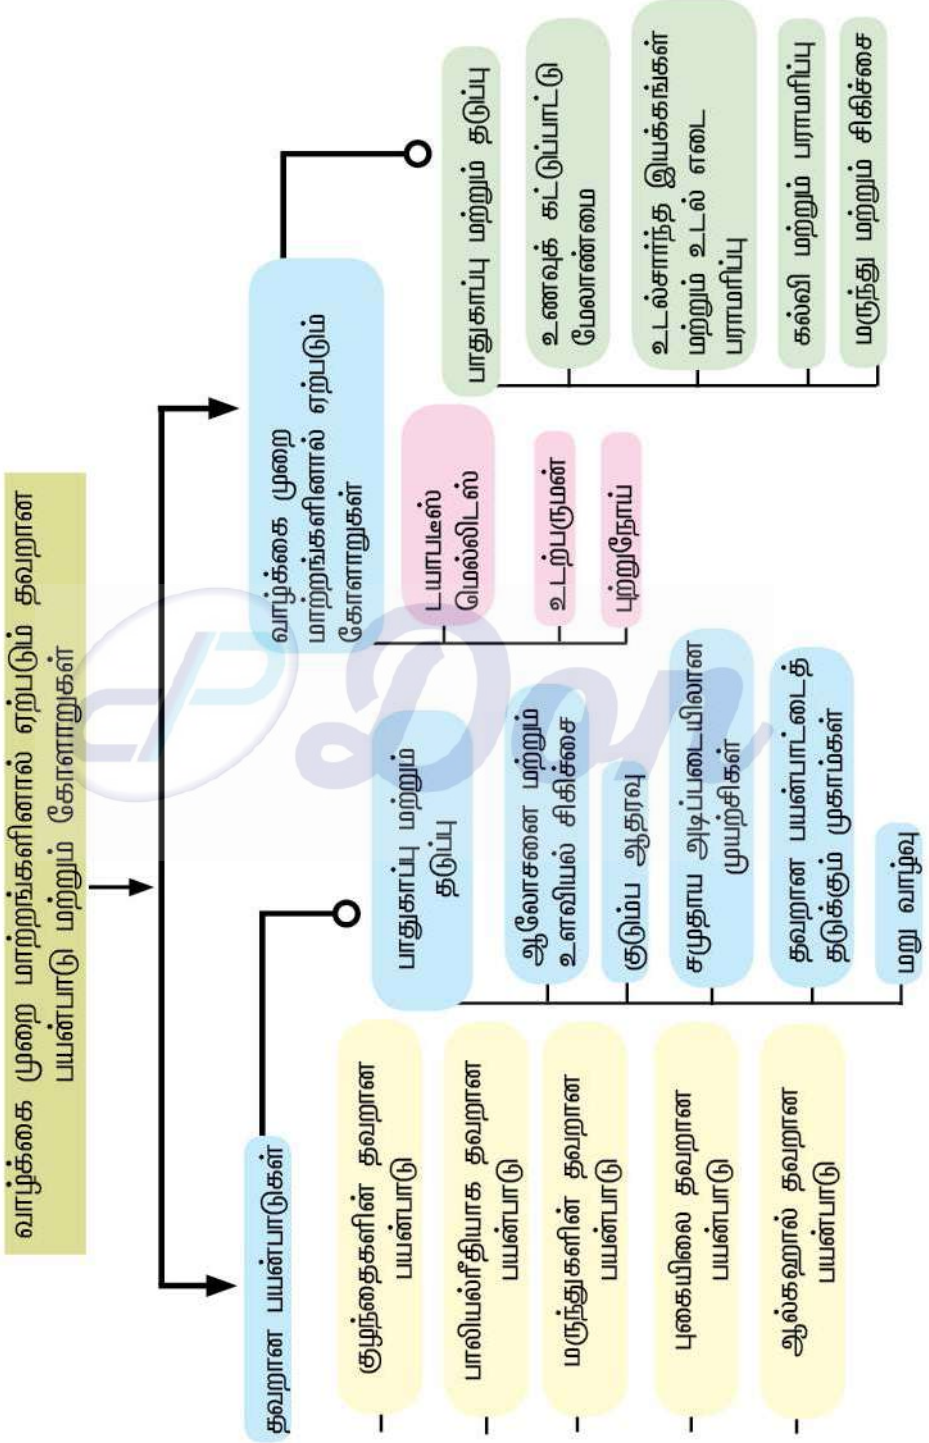 வாழ்க்கை முறை மாற்றங்களினால் ஏற்படும் தவறான
பயன்பாடு மற்றும் கோளாறுகள்
தவறான பயன்பாடுகள்
குழந்தைகளின் தவறான
பயன்பாடு
பாலியல்ரீதியாக தவறான
பயன்பாடு
மருந்துகளின் தவறான
பயன்பாடு
புகையிலை தவறான
பயன்பாடு
ஆல்கஹால் தவறான
பயன்பாடு
பாதுகாப்பு மற்றும்
தடுப்பு
ஆலோசனை மற்றும்
உளவியல் சிகிச்சை
குடும்ப ஆதரவு
சமுதாய அடிப்படையிலான
முயற்சிகள்
தவறான பயன்பாட்டைத்
தடுக்கும் முகாம்கள்
மறு வாழ்வு
வாழ்க்கை முறை
மாற்றங்களினால் ஏற்படும்
கோளாறுகள்
டயாபடீஸ்
மெல்லிடஸ்
உடற்பருமன்
புற்றுநோய்
பாதுகாப்பு மற்றும் தடுப்பு
உணவுக் கட்டுப்பாட்டு
மேலாண்மை
உடல்சார்ந்த இயக்கங்கள்
மற்றும் உடல் எடை
பராமரிப்பு
கல்வி மற்றும் பராமரிப்பு
மருந்து மற்றும் சிகிச்சை
Don